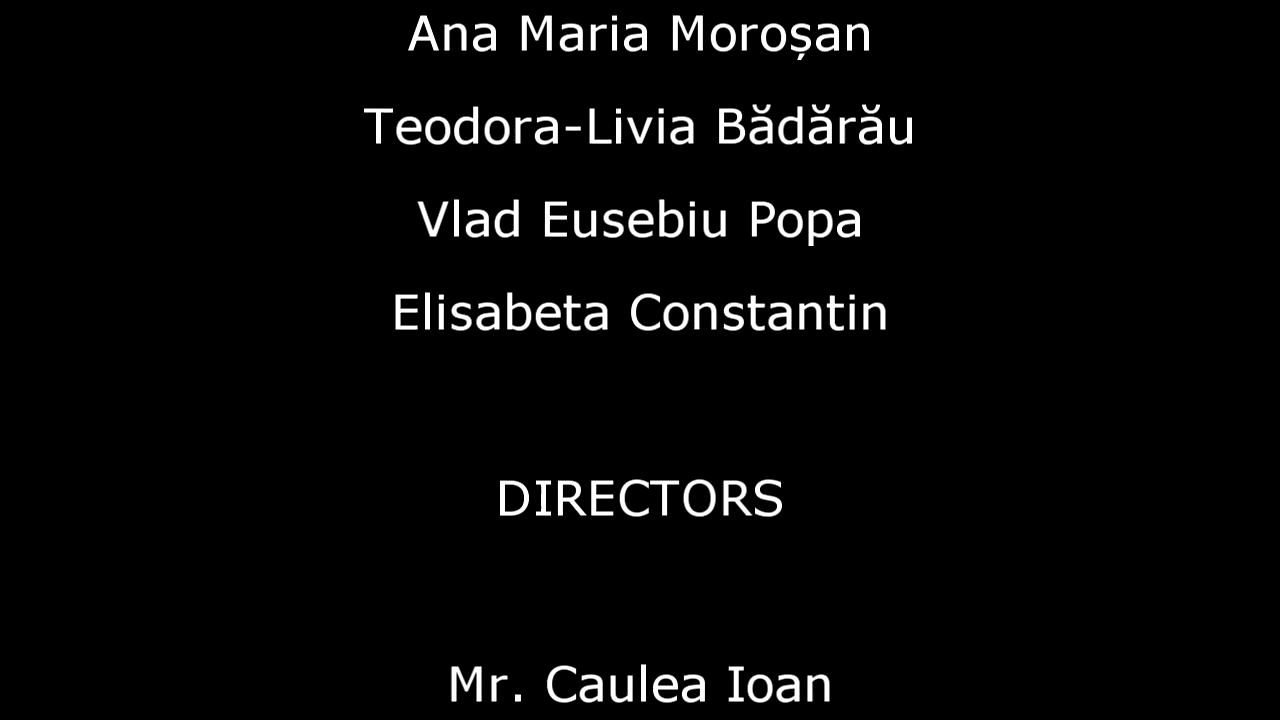 Ana Maria Moroșan
Teodora-Livia Bădărău
Vlad Eusebiu Popa
Elisabeta Constantin
DIRECTORS
Mr. Caulea Ioan